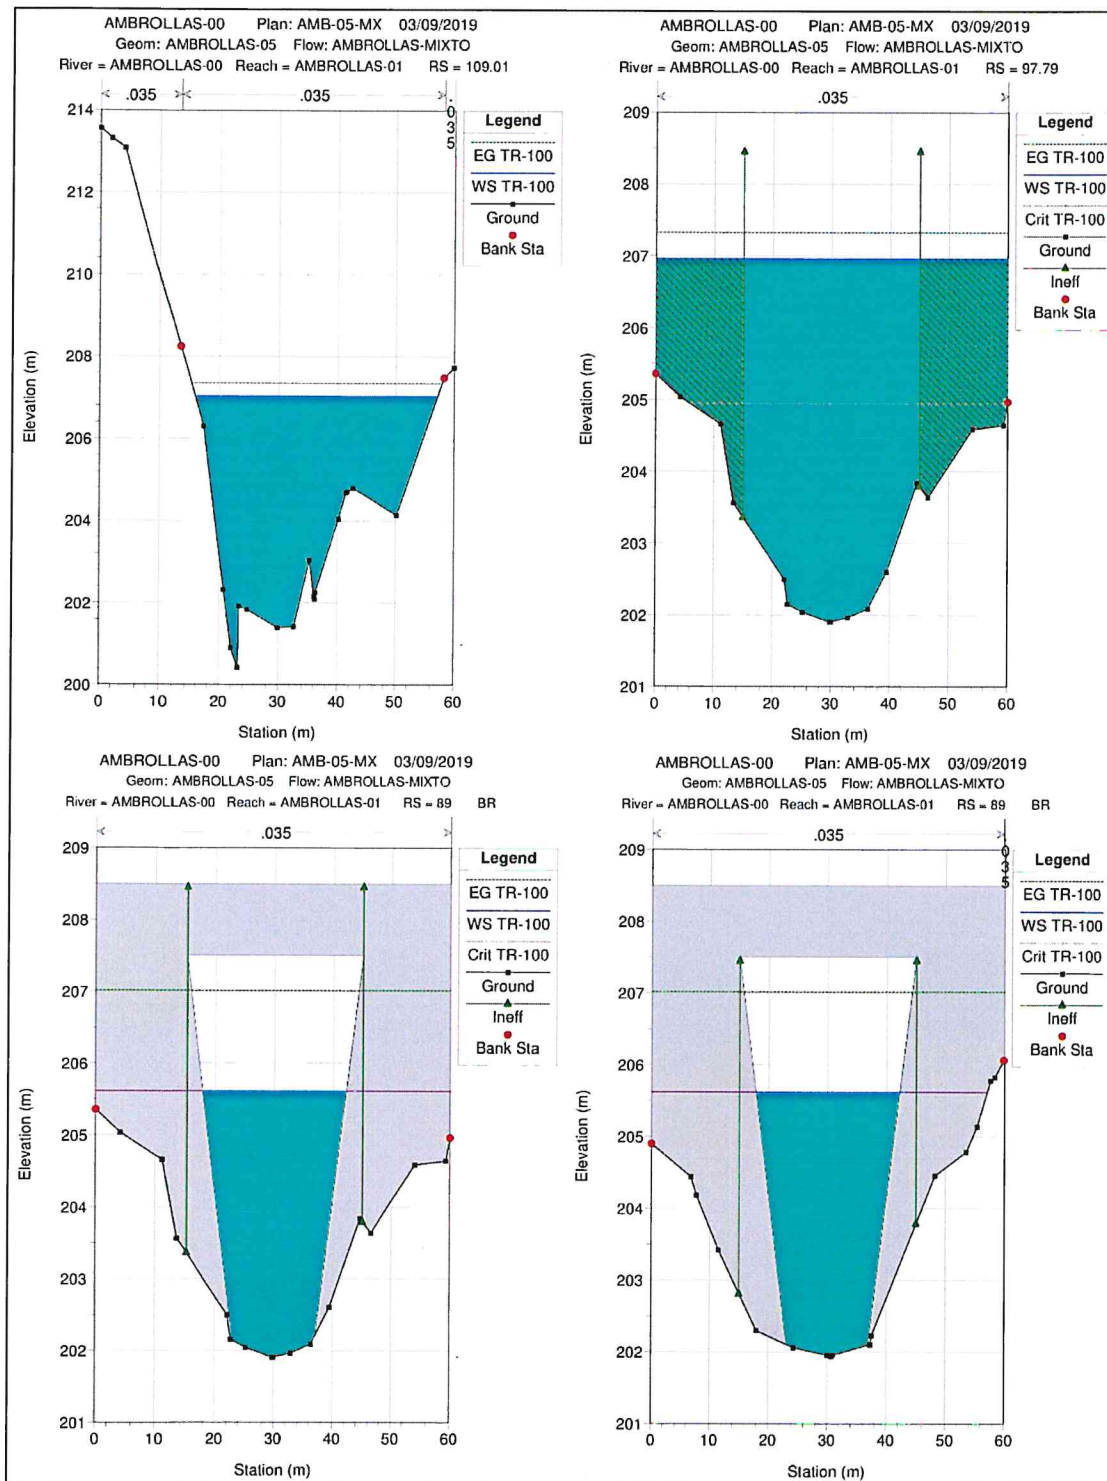 AMBROLLAS-00 Plan: AMB-05-MX 03/09/2019
Geom: AMBROLLAS-05 Flow: AMBROLLAS-MIXTO
River = AMBROLLAS-00 Reach = AMBROLLAS-01 RS = 109.01
.035 .035 .035
Legend
EG TR-100
WS TR-100
Ground
Bank Sta
Elevation (m)
214
212
210
208
206
204
202
200
0 10 20 30 40 50 60
Station (m)
AMBROLLAS-00 Plan: AMB-05-MX 03/09/2019
Geom: AMBROLLAS-05 Flow: AMBROLLAS-MIXTO
River = AMBROLLAS-00 Reach = AMBROLLAS-01 RS = 97.79
.035
Legend
EG TR-100
WS TR-100
Crit TR-100
Ground
Ineff
Bank Sta
Elevation (m)
209
208
207
206
205
204
203
202
201
0 10 20 30 40 50 60
Station (m)
AMBROLLAS-00 Plan: AMB-05-MX 03/09/2019
Geom: AMBROLLAS-05 Flow: AMBROLLAS-MIXTO
River = AMBROLLAS-00 Reach = AMBROLLAS-01 RS = 89 BR
.035
Legend
EG TR-100
WS TR-100
Crit TR-100
Ground
Ineff
Bank Sta
Elevation (m)
209
208
207
206
205
204
203
202
201
0 10 20 30 40 50 60
Station (m)
AMBROLLAS-00 Plan: AMB-05-MX 03/09/2019
Geom: AMBROLLAS-05 Flow: AMBROLLAS-MIXTO
River = AMBROLLAS-00 Reach = AMBROLLAS-01 RS = 89 BR
.035 .035
Legend
EG TR-100
WS TR-100
Crit TR-100
Ground
Ineff
Bank Sta
Elevation (m)
209
208
207
206
205
204
203
202
201
0 10 20 30 40 50 60
Station (m)